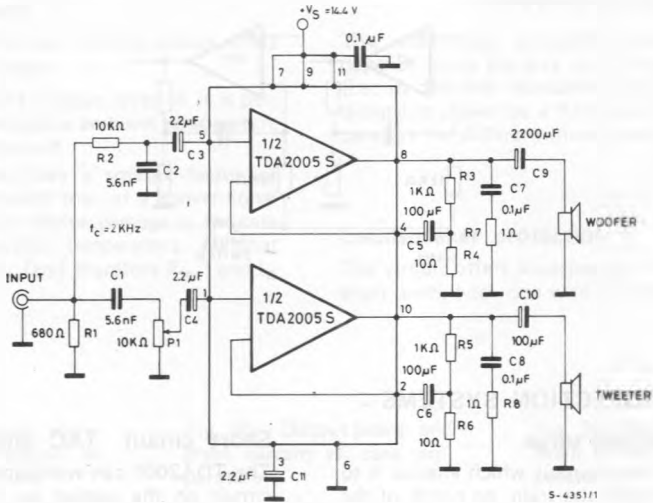 +Vs = 14.4 V
0.1 µF
7 9 11
10KΩ
R2
2.2µF
C3
5
C2
5.6nF
1/2
TDA2005 S
8
2200µF
C9
R3
1KΩ
C7
0.1µF
100µF
C5
4
R7
1Ω
10Ω
R4
WOOFER
fc = 2KHz
INPUT
C1
5.6nF
680Ω
R1
10KΩ
P1
2.2µF
C4
1
1/2
TDA2005 S
10
C10
100µF
1KΩ
R5
C8
0.1µF
100µF
C6
2
1Ω
R8
10Ω
R6
TWEETER
3
2.2µF
C11
6
S-4351/1